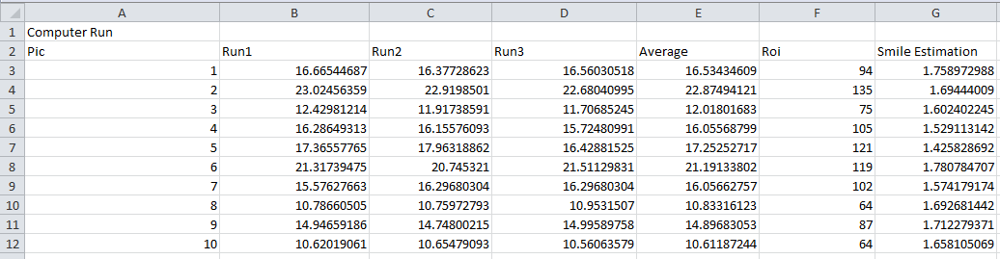 A B C D E F G
1 Computer Run
2 Pic Run1 Run2 Run3 Average Roi Smile Estimation
3 1 16.66544687 16.37728623 16.56030518 16.53434609 94 1.758972988
4 2 23.02456359 22.9198501 22.68040995 22.87494121 135 1.69444009
5 3 12.42981214 11.91738591 11.70685245 12.01801683 75 1.602402245
6 4 16.28649313 16.15576093 15.72480991 16.05568799 105 1.529113142
7 5 17.36557765 17.96318862 16.42881525 17.25252717 121 1.425828692
8 6 21.31739475 20.745321 21.51129831 21.19133802 119 1.780784707
9 7 15.57627663 16.29680304 16.29680304 16.05662757 102 1.574179174
10 8 10.78660505 10.75972793 10.9531507 10.83316123 64 1.692681442
11 9 14.94659186 14.74800215 14.99589758 14.89683053 87 1.712279371
12 10 10.62019061 10.65479093 10.56063579 10.61187244 64 1.658105069